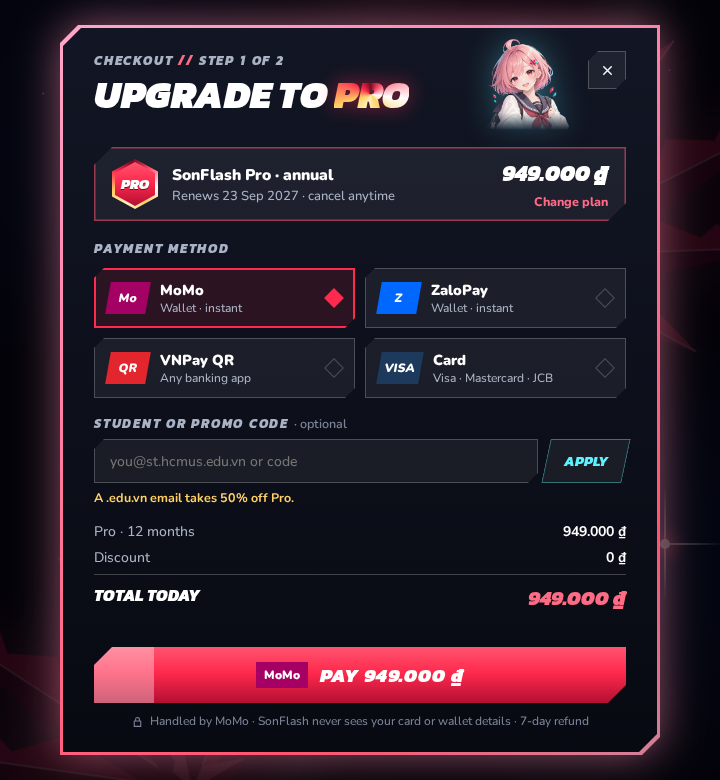 CHECKOUT // STEP 1 OF 2
UPGRADE TO PRO
✕
PRO
SonFlash Pro · annual
949.000 ₫
Renews 23 Sep 2027 · cancel anytime
Change plan
PAYMENT METHOD
Mo
MoMo
Wallet · instant
Z
ZaloPay
Wallet · instant
QR
VNPay QR
Any banking app
VISA
Card
Visa · Mastercard · JCB
STUDENT OR PROMO CODE · optional
you@st.hcmus.edu.vn or code
APPLY
A .edu.vn email takes 50% off Pro.
Pro · 12 months 949.000 ₫
Discount 0 ₫
TOTAL TODAY 949.000 ₫
MoMo PAY 949.000 ₫
Handled by MoMo · SonFlash never sees your card or wallet details · 7-day refund